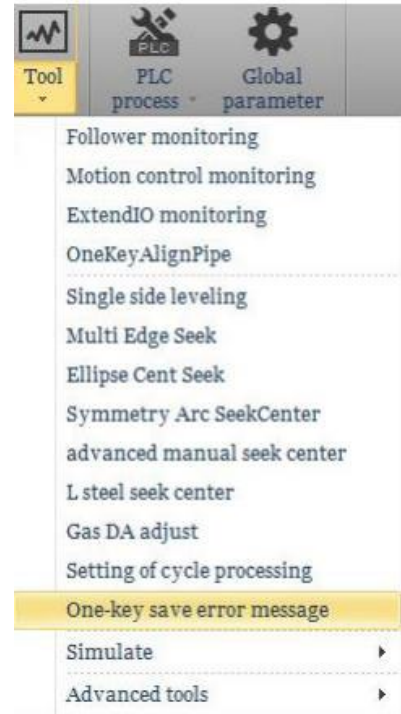 PLC
Tool
PLC
process
Global
parameter
Follower monitoring
Motion control monitoring
ExtendIO monitoring
OneKeyAlignPipe
Single side leveling
Multi Edge Seek
Ellipse Cent Seek
Symmetry Arc SeekCenter
advanced manual seek center
L steel seek center
Gas DA adjust
Setting of cycle processing
One-key save error message
Simulate
Advanced tools